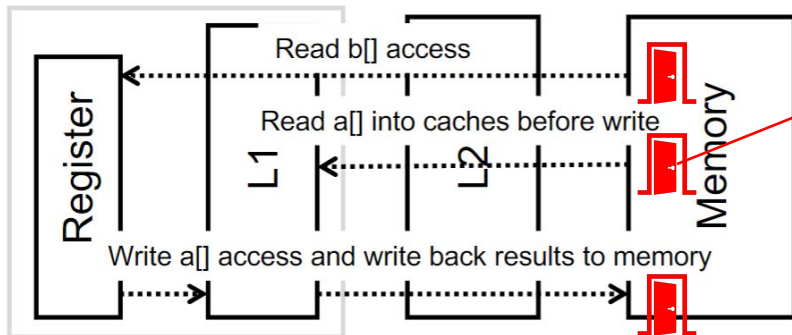 Read b[] access
Read a[] into caches before write
Register
L1
L2
Memory
Write a[] access and write back results to memory